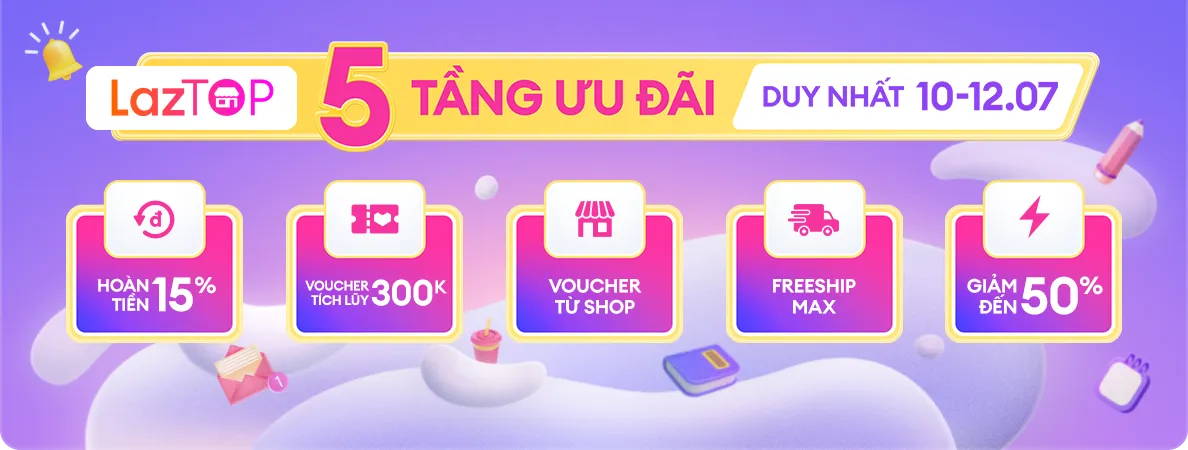 LazTOP 5 TẦNG ƯU ĐÃI DUY NHẤT 10-12.07
HOÀN TIỀN 15%
VOUCHER TÍCH LŨY 300K
VOUCHER
TỪ SHOP
FREESHIP
MAX
GIẢM ĐẾN 50%
đ
1